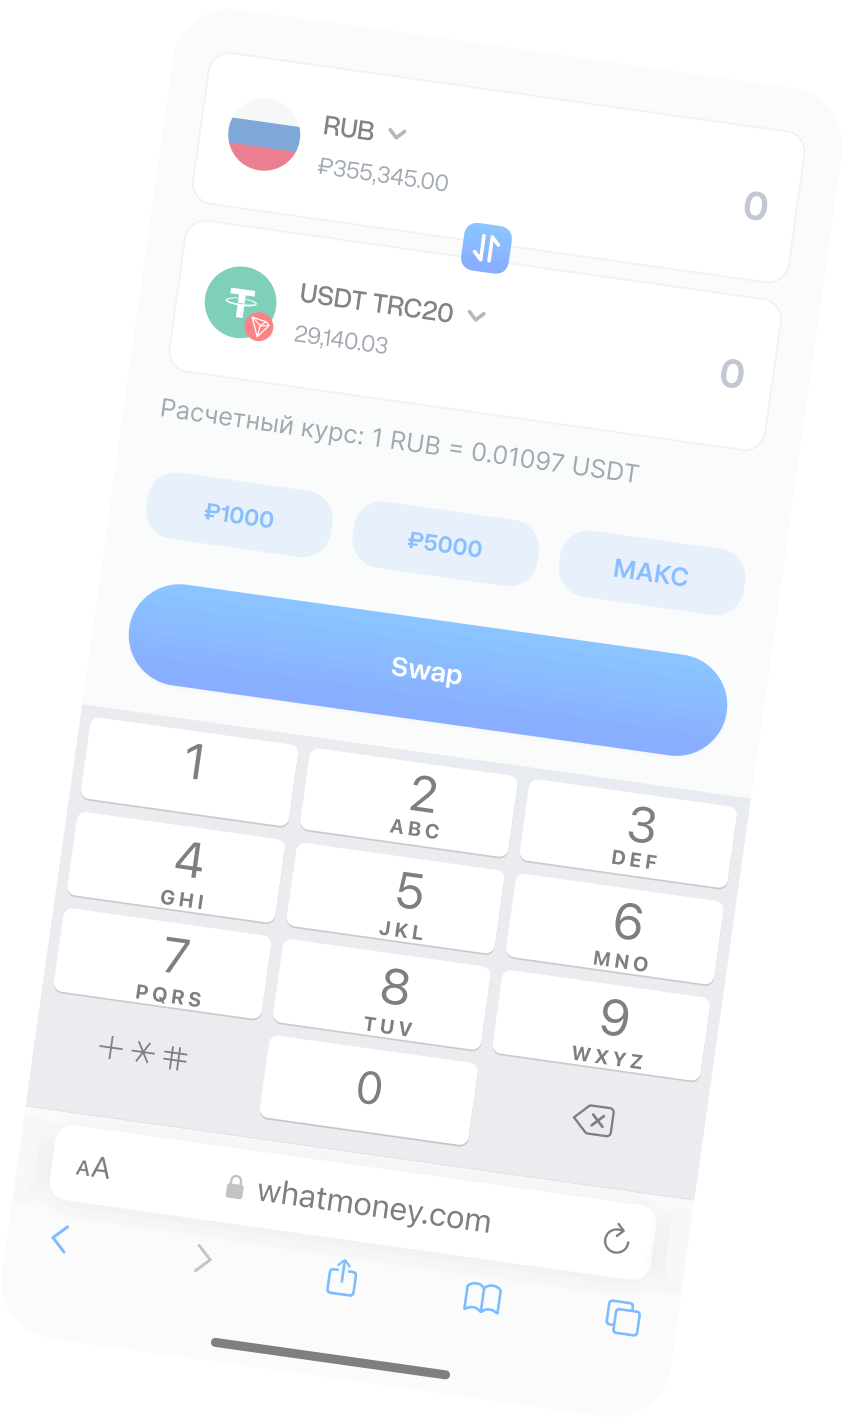 RUB
₽355,345.00
0
USDT TRC20
29,140.03
0
Расчетный курс: 1 RUB = 0.01097 USDT
₽1000
₽5000
МАКС
Swap
1
2
ABC
3
DEF
4
GHI
5
JKL
6
MNO
7
PQRS
8
TUV
9
WXYZ
+ * #
0
AA
whatmoney.com